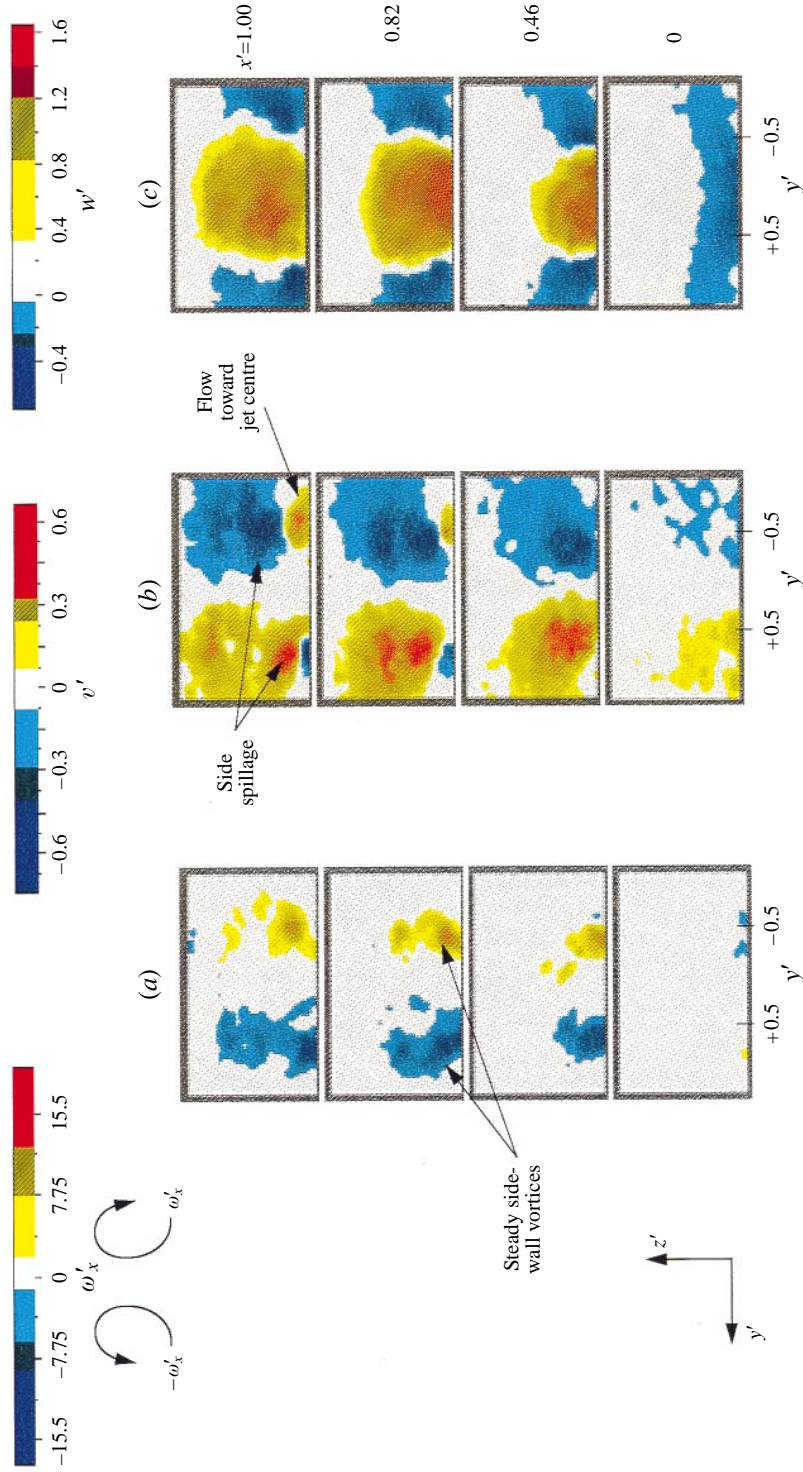 −15.5 −7.75 0 7.75 15.5
ω′x
−ω′x
ω′x
−0.6 −0.3 0 0.3 0.6
v′
−0.4 0 0.4 0.8 1.2 1.6
w′
(a)
(b)
(c)
Steady side-
wall vortices
Side
spillage
Flow
toward
jet centre
x′=1.00
0.82
0.46
0
+0.5 −0.5
y′
+0.5 −0.5
y′
+0.5 −0.5
y′
z′
y′